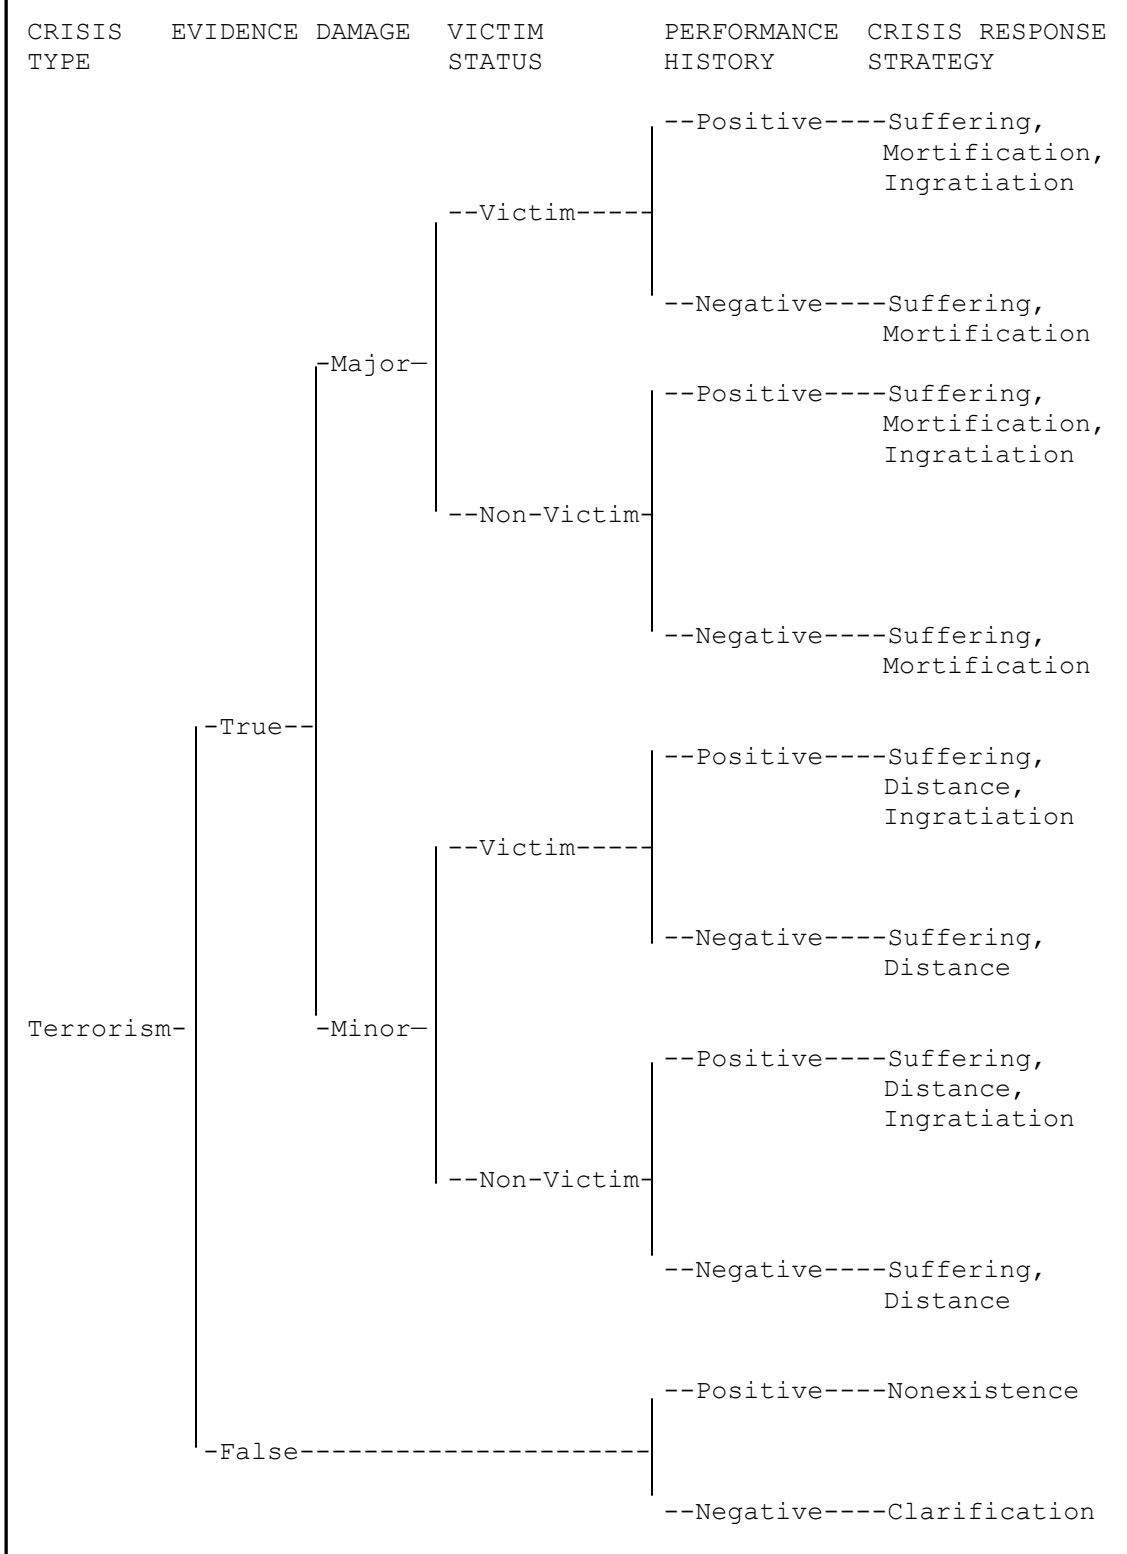 CRISIS EVIDENCE DAMAGE VICTIM PERFORMANCE CRISIS RESPONSE
TYPE STATUS HISTORY STRATEGY
--Positive----Suffering,
Mortification,
Ingratiation
--Victim-----
--Negative----Suffering,
Mortification
-Major—
--Positive----Suffering,
Mortification,
Ingratiation
--Non-Victim-
--Negative----Suffering,
Mortification
-True--
--Positive----Suffering,
Distance,
Ingratiation
--Victim-----
--Negative----Suffering,
Distance
Terrorism- -Minor—
--Positive----Suffering,
Distance,
Ingratiation
--Non-Victim-
--Negative----Suffering,
Distance
--Positive----Nonexistence
-False----------------------
--Negative----Clarification